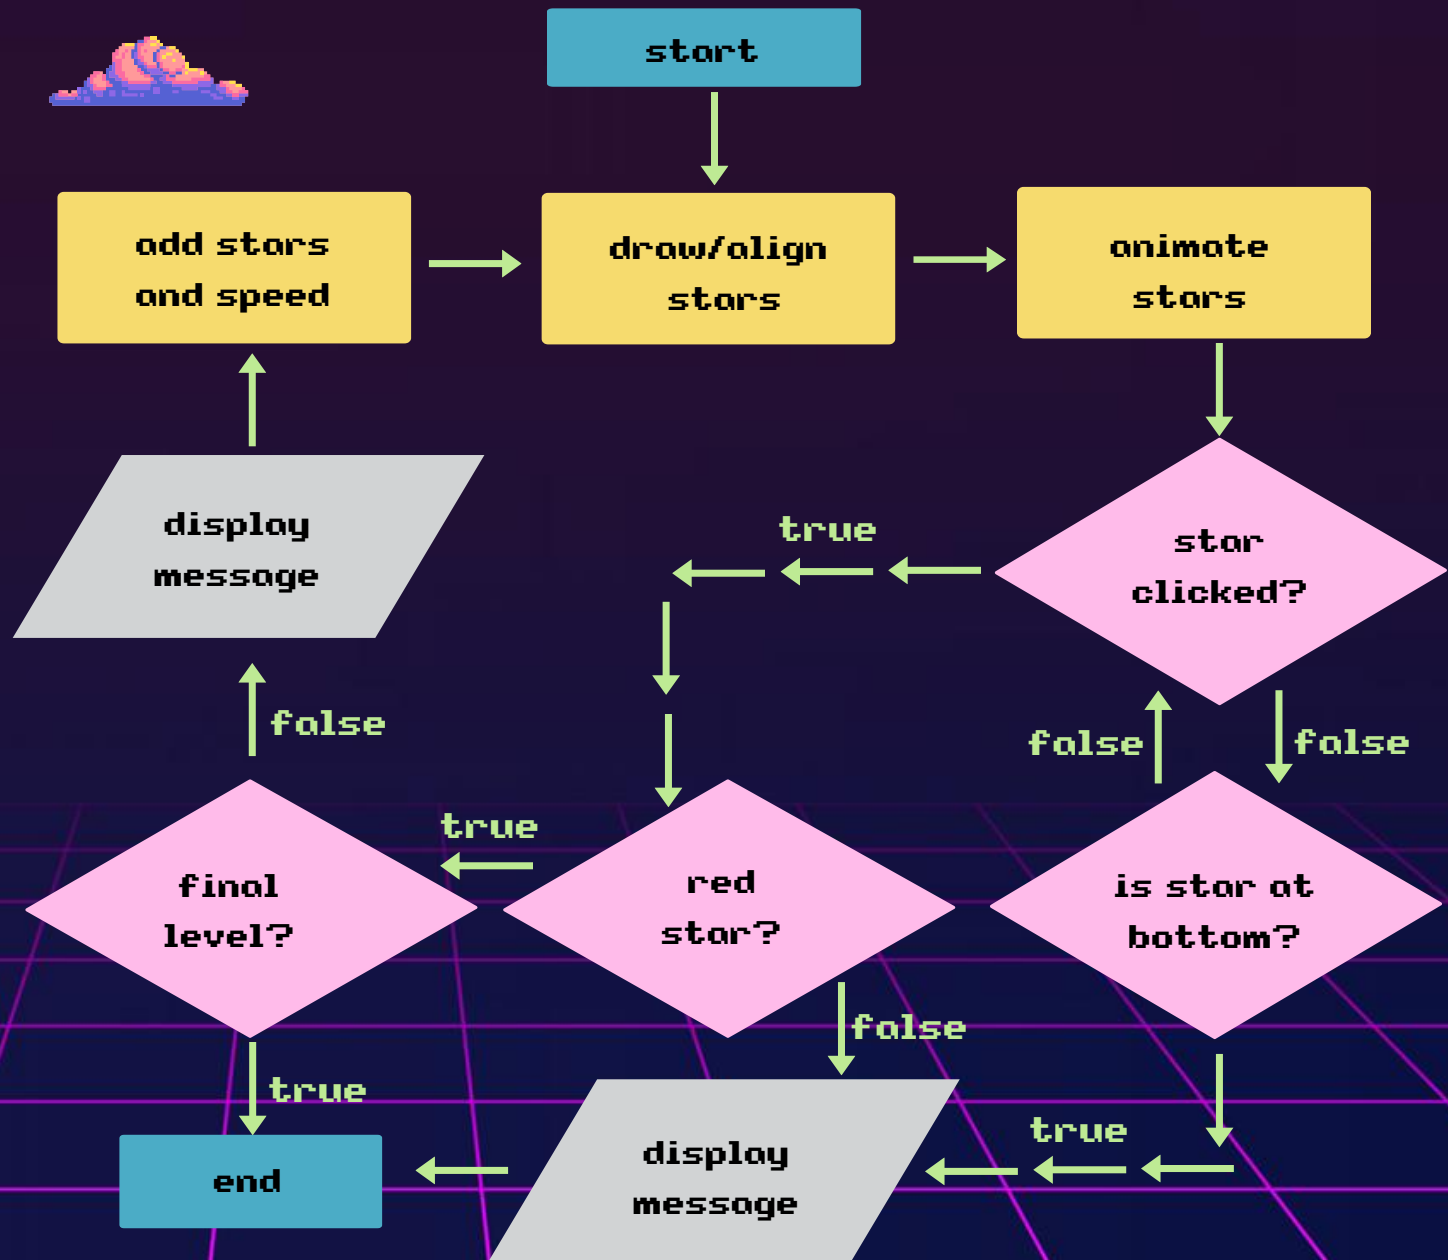 start
add stars
and speed
draw/align
stars
animate
stars
display
message
true
star
clicked?
false
false
false
true
final
level?
red
star?
is star at
bottom?
false
true
true
display
message
end